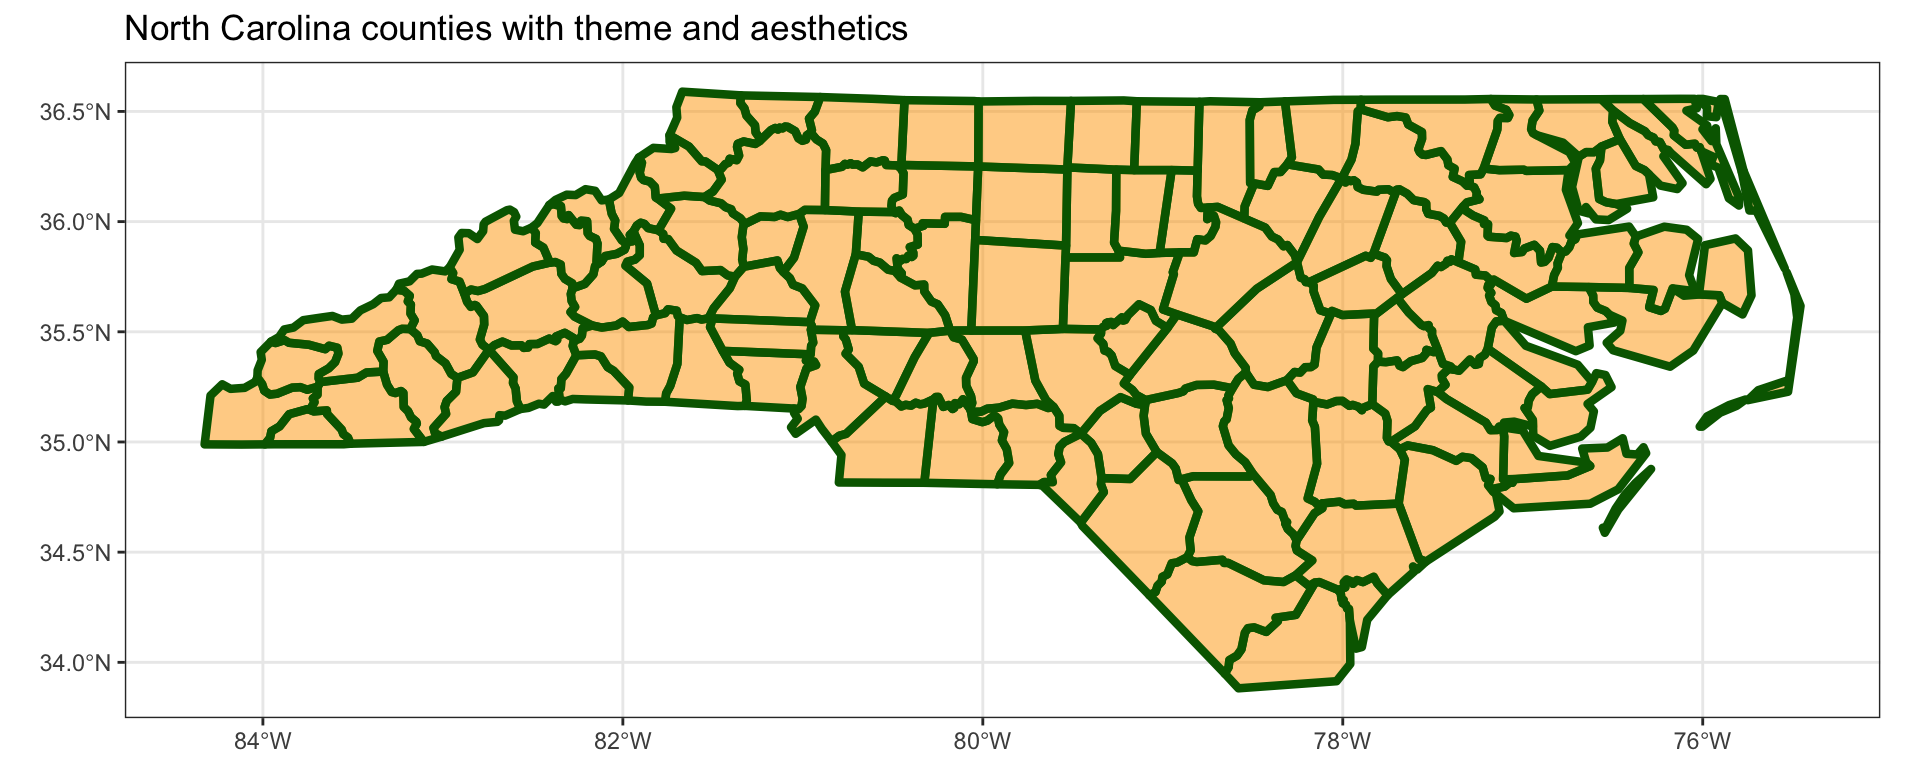 North Carolina counties with theme and aesthetics
36.5°N
36.0°N
35.5°N
35.0°N
34.5°N
34.0°N
84°W 82°W 80°W 78°W 76°W